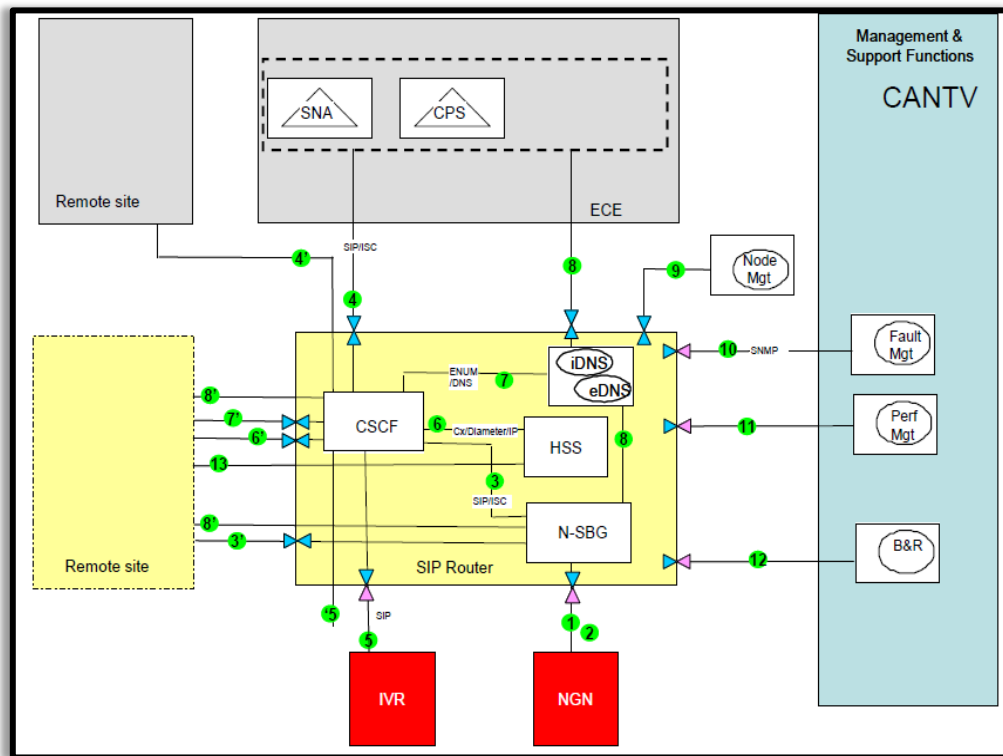 Management &
Support Functions
CANTV
SNA
CPS
Remote site
ECE
SIP/ISC
4’
8
9
Node
Mgt
4
10
SNMP
Fault
Mgt
iDNS
eDNS
ENUM
/DNS
7
8’
7’
6’
CSCF
6
Cx/Diameter/IP
HSS
8
11
Perf
Mgt
13
3
SIP/ISC
8’
3’
N-SBG
Remote site
SIP Router
12
B&R
‘5
SIP
5
1
2
IVR
NGN